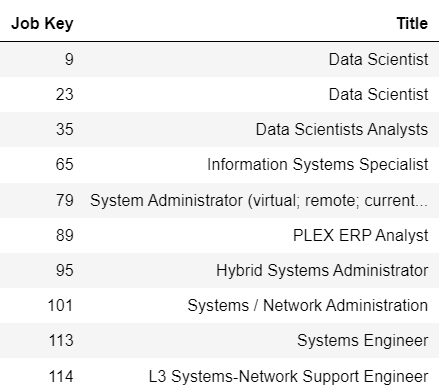 Job Key Title
9 Data Scientist
23 Data Scientist
35 Data Scientists Analysts
65 Information Systems Specialist
79 System Administrator (virtual; remote; current...
89 PLEX ERP Analyst
95 Hybrid Systems Administrator
101 Systems / Network Administration
113 Systems Engineer
114 L3 Systems-Network Support Engineer